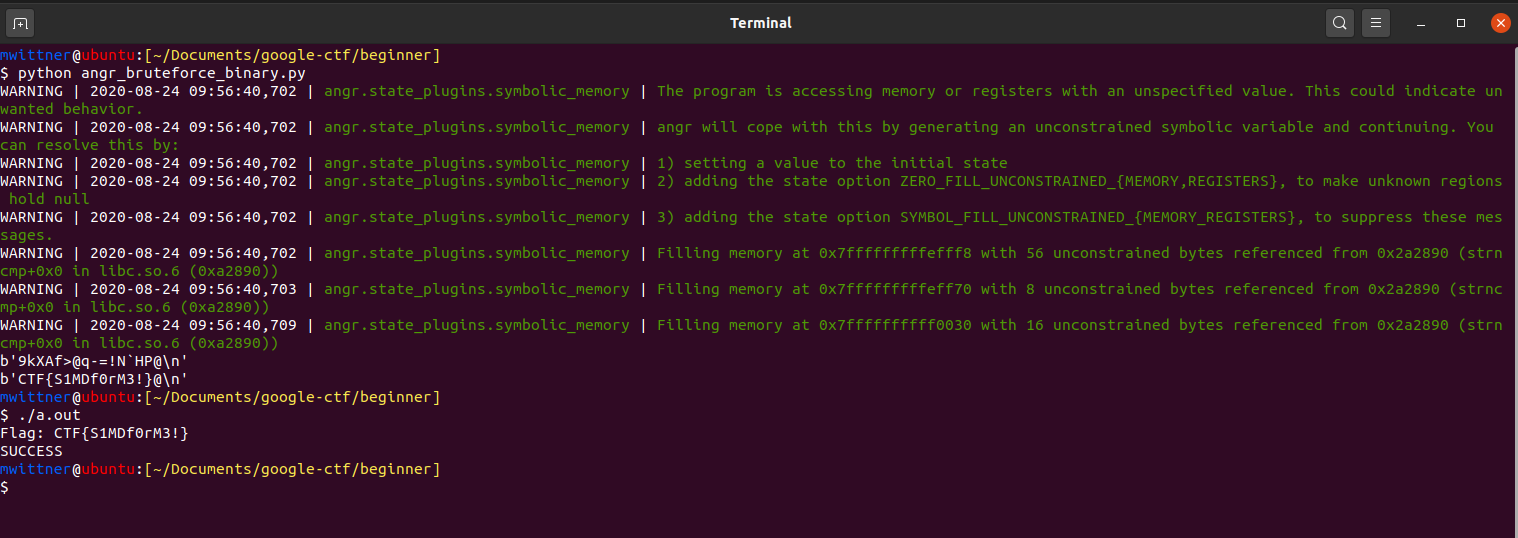 Terminal
mwittner@ubuntu:[~/Documents/google-ctf/beginner]
$ python angr_bruteforce_binary.py
WARNING | 2020-08-24 09:56:40,702 | angr.state_plugins.symbolic_memory | The program is accessing memory or registers with an unspecified value. This could indicate un
wanted behavior.
WARNING | 2020-08-24 09:56:40,702 | angr.state_plugins.symbolic_memory | angr will cope with this by generating an unconstrained symbolic variable and continuing. You
can resolve this by:
WARNING | 2020-08-24 09:56:40,702 | angr.state_plugins.symbolic_memory | 1) setting a value to the initial state
WARNING | 2020-08-24 09:56:40,702 | angr.state_plugins.symbolic_memory | 2) adding the state option ZERO_FILL_UNCONSTRAINED_{MEMORY,REGISTERS}, to make unknown regions
 hold null
WARNING | 2020-08-24 09:56:40,702 | angr.state_plugins.symbolic_memory | 3) adding the state option SYMBOL_FILL_UNCONSTRAINED_{MEMORY_REGISTERS}, to suppress these mes
sages.
WARNING | 2020-08-24 09:56:40,702 | angr.state_plugins.symbolic_memory | Filling memory at 0x7fffffffffefff8 with 56 unconstrained bytes referenced from 0x2a2890 (strn
cmp+0x0 in libc.so.6 (0xa2890))
WARNING | 2020-08-24 09:56:40,703 | angr.state_plugins.symbolic_memory | Filling memory at 0x7fffffffffeff70 with 8 unconstrained bytes referenced from 0x2a2890 (strnc
mp+0x0 in libc.so.6 (0xa2890))
WARNING | 2020-08-24 09:56:40,709 | angr.state_plugins.symbolic_memory | Filling memory at 0x7ffffffffff0030 with 16 unconstrained bytes referenced from 0x2a2890 (strn
cmp+0x0 in libc.so.6 (0xa2890))
b'9kXAf>@q-=!N`HP@\n'
b'CTF{S1MDf0rM3!}@\n'
mwittner@ubuntu:[~/Documents/google-ctf/beginner]
$ ./a.out
Flag: CTF{S1MDf0rM3!}
SUCCESS
mwittner@ubuntu:[~/Documents/google-ctf/beginner]
$